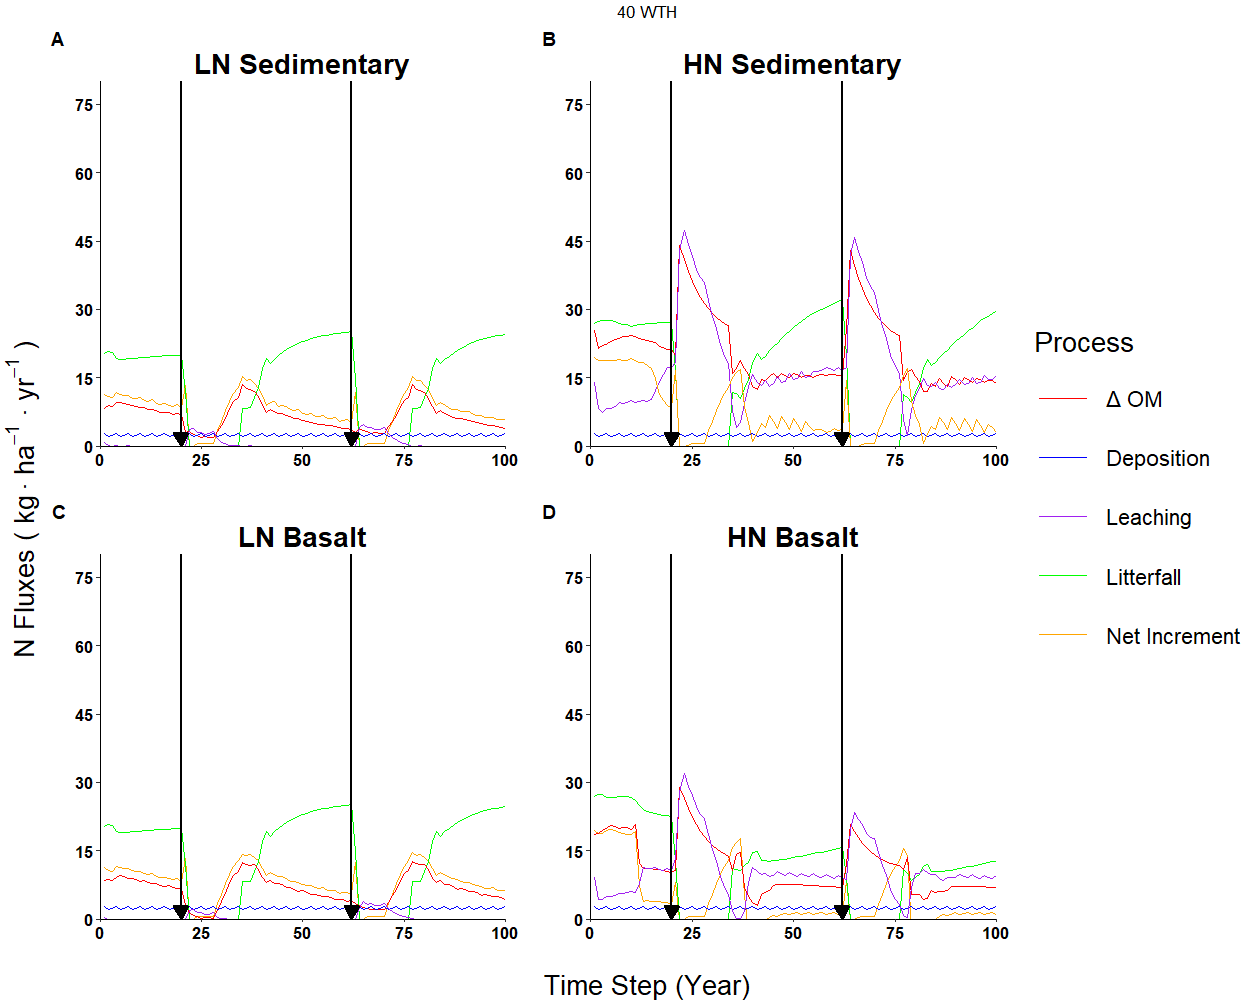 40 WTH
A
LN Sedimentary
75
60
45
30
15
0
0 25 50 75 100
B
HN Sedimentary
75
60
45
30
15
0
0 25 50 75 100
C
LN Basalt
75
60
45
30
15
0
0 25 50 75 100
D
HN Basalt
75
60
45
30
15
0
0 25 50 75 100
N Fluxes ( kg · ha⁻¹ · yr⁻¹ )
Time Step (Year)
Process
Δ OM
Deposition
Leaching
Litterfall
Net Increment